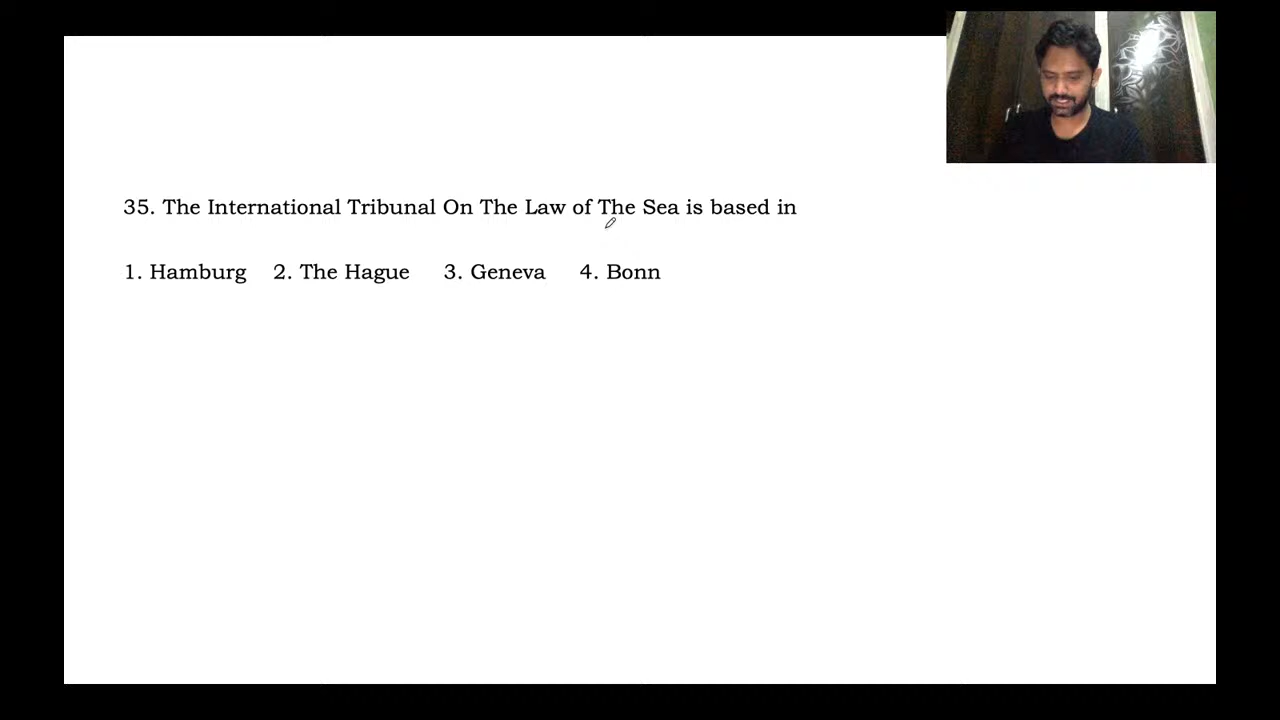 35. The International Tribunal On The Law of The Sea is based in
1. Hamburg 2. The Hague 3. Geneva 4. Bonn